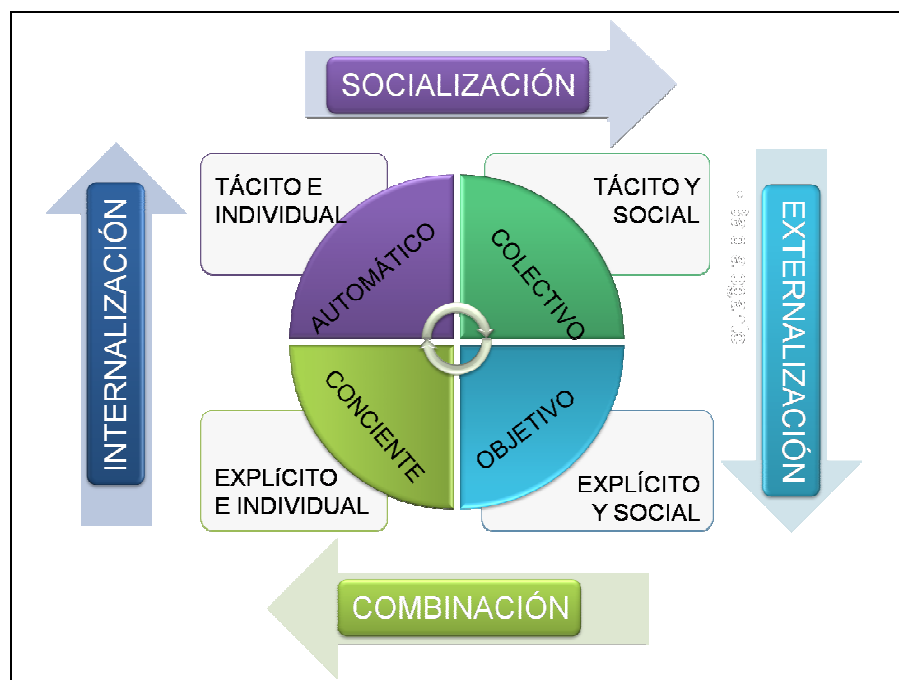 SOCIALIZACIÓN
TÁCITO E
INDIVIDUAL
TÁCITO Y
SOCIAL
AUTOMÁTICO
COLECTIVO
INTERNALIZACIÓN
EXTERNALIZACIÓN
CONCIENTE
OBJETIVO
EXPLÍCITO
E INDIVIDUAL
EXPLÍCITO
Y SOCIAL
COMBINACIÓN